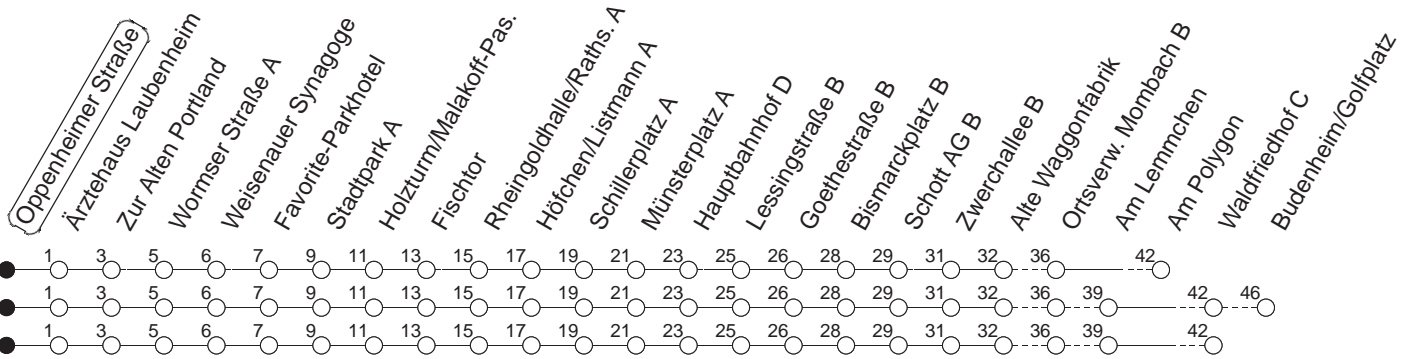 Oppenheimer Straße
Ärztehaus Laubenheim
Zur Alten Portland
Wormser Straße A
Weisenauer Synagoge
Favorite-Parkhotel
Stadtpark A
Holzturm/Malakoff-Pas.
Fischtor
Rheingoldhalle/Raths. A
Höfchen/Listmann A
Schillerplatz A
Münsterplatz A
Hauptbahnhof D
Lessingstraße B
Goethestraße B
Bismarckplatz B
Schott AG B
Zwerchallee B
Alte Waggonfabrik
Ortsverw. Mombach B
Am Lemmchen
Am Polygon
Waldfriedhof C
Budenheim/Golfplatz
1 3 5 6 7 9 11 13 15 17 19 21 23 25 26 28 29 31 32 36 42
1 3 5 6 7 9 11 13 15 17 19 21 23 25 26 28 29 31 32 36 39 42 46
1 3 5 6 7 9 11 13 15 17 19 21 23 25 26 28 29 31 32 36 39 42